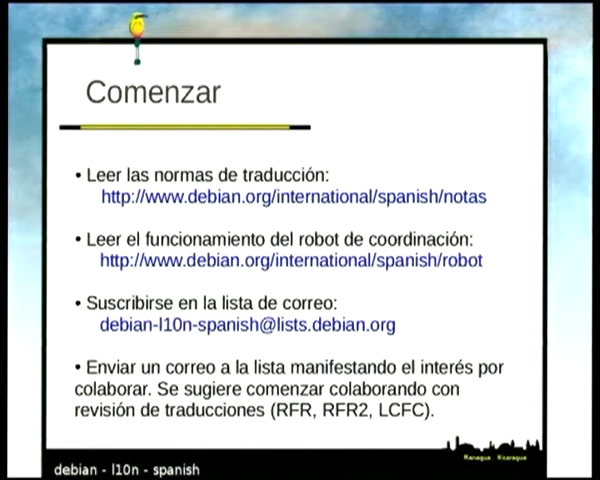 Comenzar
• Leer las normas de traducción:
http://www.debian.org/international/spanish/notas
• Leer el funcionamiento del robot de coordinación:
http://www.debian.org/international/spanish/robot
• Suscribirse en la lista de correo:
debian-l10n-spanish@lists.debian.org
• Enviar un correo a la lista manifestando el interés por
colaborar. Se sugiere comenzar colaborando con
revisión de traducciones (RFR, RFR2, LCFC).
Managua - Nicaragua
debian - l10n - spanish